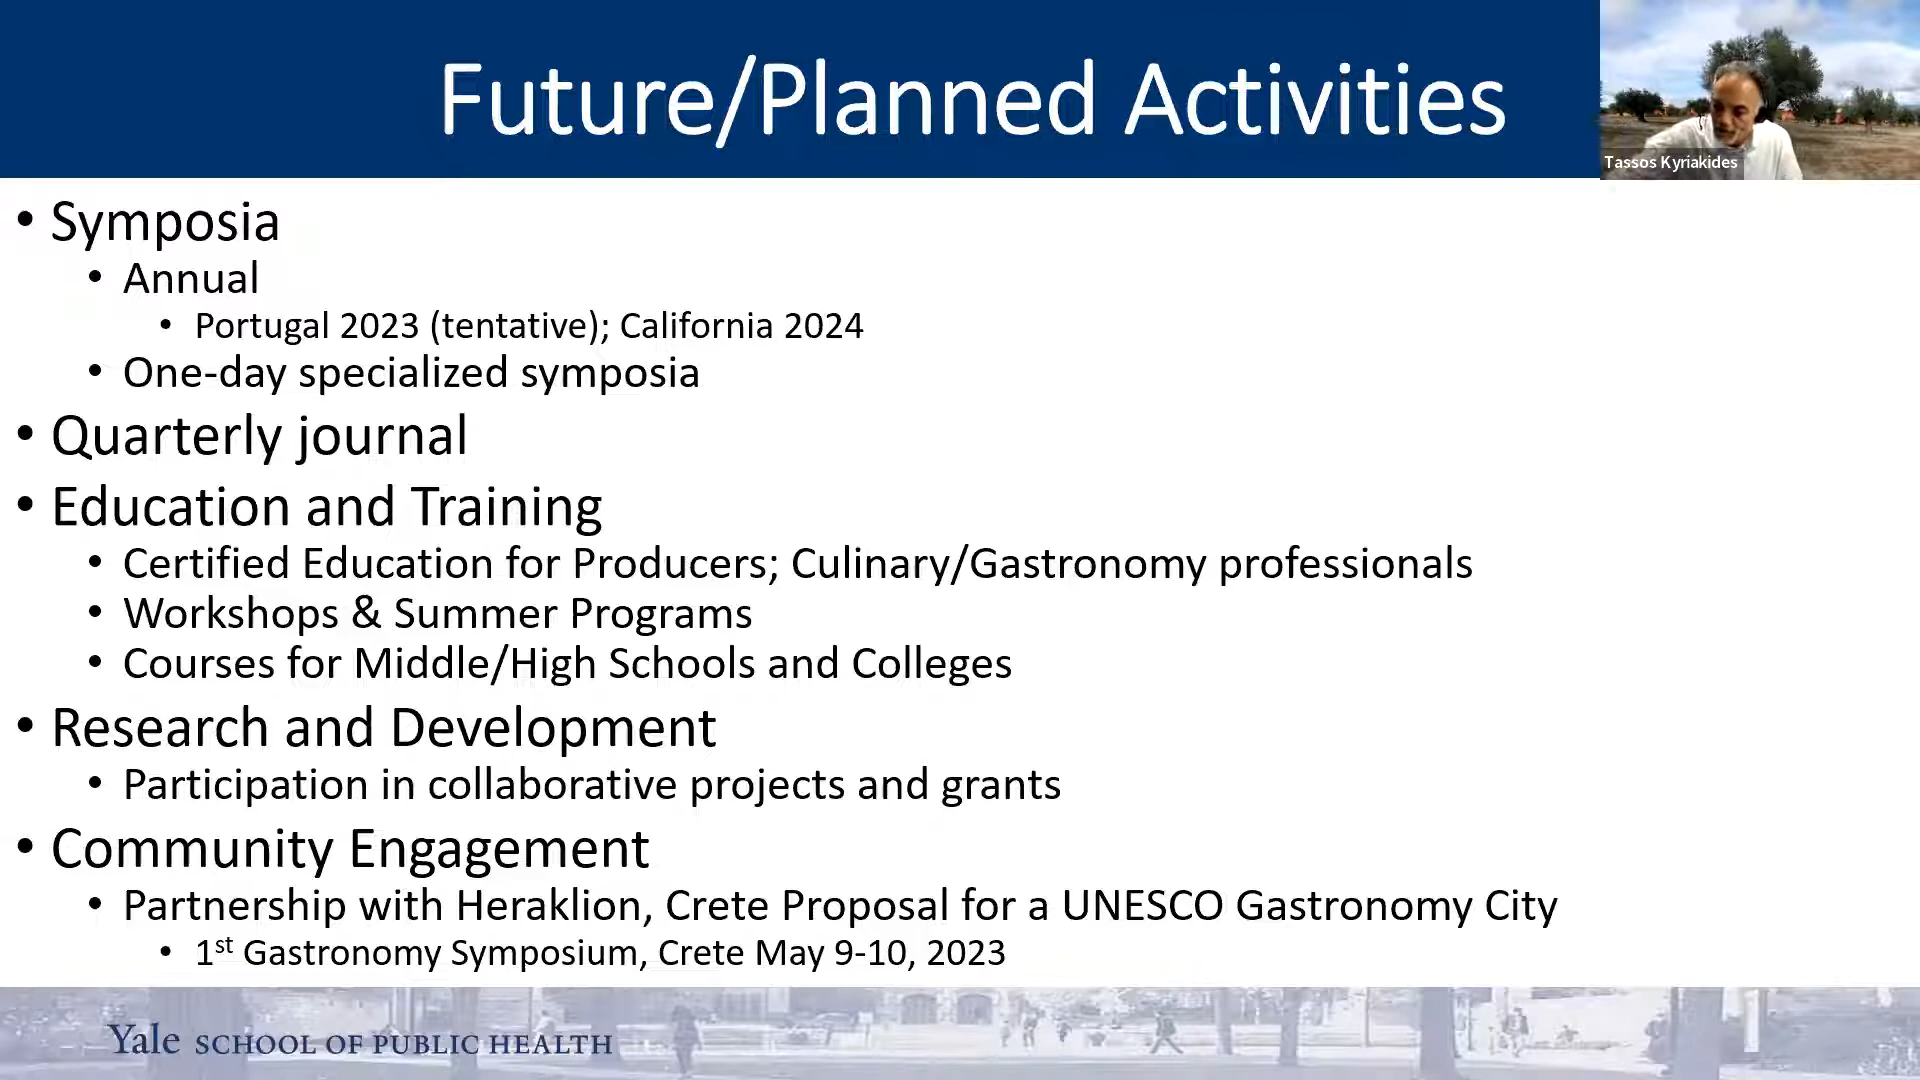 Future/Planned Activities
Tassos Kyriakides
• Symposia
• Annual
• Portugal 2023 (tentative); California 2024
• One-day specialized symposia
• Quarterly journal
• Education and Training
• Certified Education for Producers; Culinary/Gastronomy professionals
• Workshops & Summer Programs
• Courses for Middle/High Schools and Colleges
• Research and Development
• Participation in collaborative projects and grants
• Community Engagement
• Partnership with Heraklion, Crete Proposal for a UNESCO Gastronomy City
• 1st Gastronomy Symposium, Crete May 9-10, 2023
Yale SCHOOL OF PUBLIC HEALTH